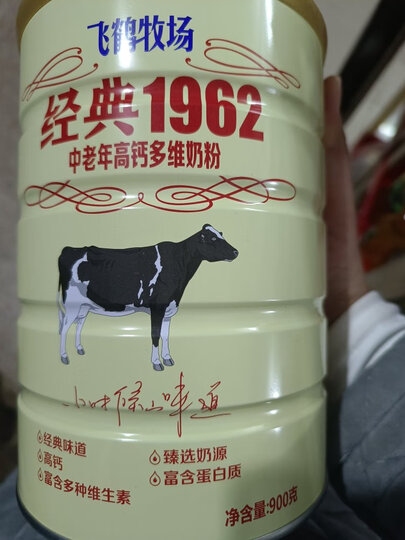 飞鹤牧场
经典1962
中老年高钙多维奶粉
小时候的味道
经典味道
高钙
富含多种维生素
臻选奶源
富含蛋白质
净含量:900克